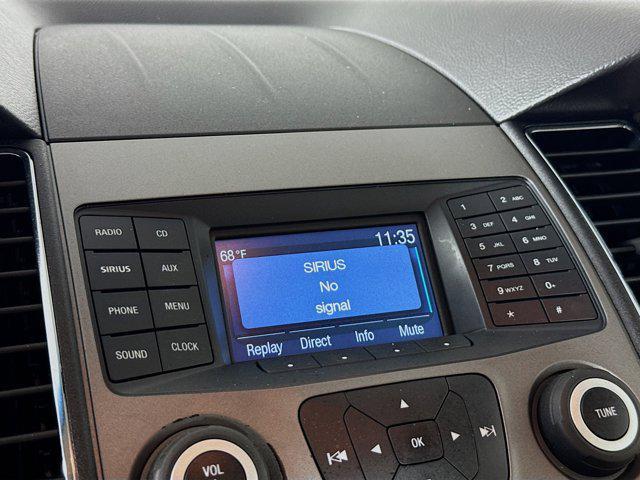 RADIO CD
SIRIUS AUX
PHONE MENU
SOUND CLOCK
68°F 11:35
SIRIUS
No
signal
Replay Direct Info Mute
1 2 ABC
3 DEF 4 GHI
5 JKL 6 MNO
7 PQRS 8 TUV
9 WXYZ 0+
* #
OK
VOL
TUNE